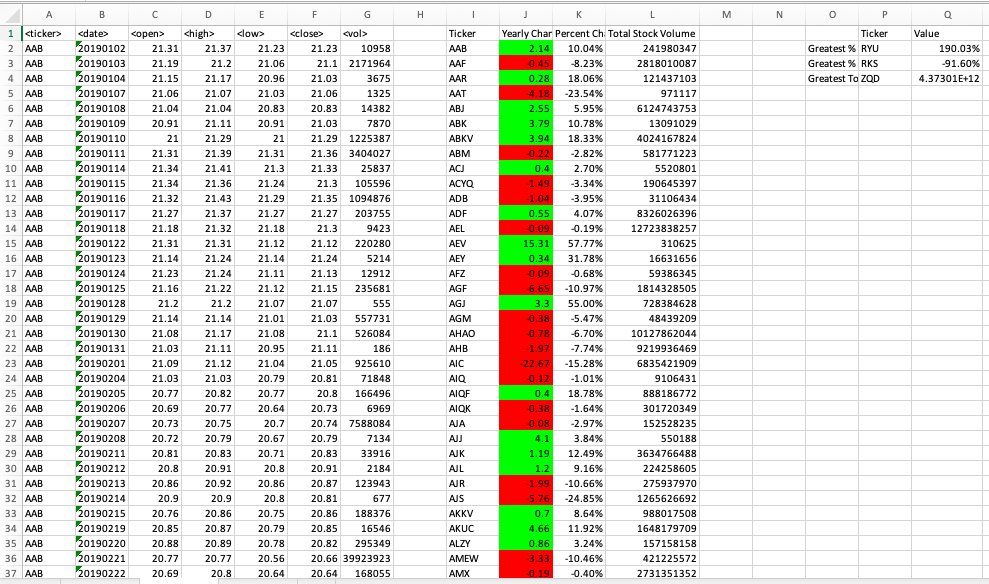 A B C D E F G H I J K L M N O P Q
1 <ticker> <date> <open> <high> <low> <close> <vol> Ticker Yearly Char Percent Ch Total Stock Volume Ticker Value
2 AAB 20190102 21.31 21.37 21.23 21.23 10958 AAB 2.14 10.04% 241980347 Greatest % RYU 190.03%
3 AAB 20190103 21.19 21.2 21.06 21.1 2171964 AAF -0.45 -8.23% 2818010087 Greatest % RKS -91.60%
4 AAB 20190104 21.15 21.17 20.96 21.03 3675 AAR 0.28 18.06% 121437103 Greatest To ZQD 4.37301E+12
5 AAB 20190107 21.06 21.07 21.03 21.06 1325 AAT -4.18 -23.54% 971117
6 AAB 20190108 21.04 21.04 20.83 20.83 14382 ABJ 2.55 5.95% 6124743753
7 AAB 20190109 20.91 21.11 20.91 21.03 7870 ABK 3.79 10.78% 13091029
8 AAB 20190110 21 21.29 21 21.29 1225387 ABKV 3.94 18.33% 4024167824
9 AAB 20190111 21.31 21.39 21.31 21.36 3404027 ABM -0.22 -2.82% 581771223
10 AAB 20190114 21.34 21.41 21.3 21.33 25837 ACJ 0.4 2.70% 5520801
11 AAB 20190115 21.34 21.36 21.24 21.3 105596 ACYQ -1.49 -3.34% 190645397
12 AAB 20190116 21.32 21.43 21.29 21.35 1094876 ADB -1.04 -3.95% 31106434
13 AAB 20190117 21.27 21.37 21.27 21.27 203755 ADF 0.55 4.07% 8326026396
14 AAB 20190118 21.18 21.32 21.18 21.3 9423 AEL -0.09 -0.19% 12723838257
15 AAB 20190122 21.31 21.31 21.12 21.12 220280 AEV 15.31 57.77% 310625
16 AAB 20190123 21.14 21.24 21.14 21.24 5214 AEY 0.34 31.78% 16631656
17 AAB 20190124 21.23 21.24 21.11 21.13 12912 AFZ -0.09 -0.68% 59386345
18 AAB 20190125 21.16 21.22 21.12 21.15 235681 AGF -6.65 -10.97% 1814328505
19 AAB 20190128 21.2 21.2 21.07 21.07 555 AGJ 3.3 55.00% 728384628
20 AAB 20190129 21.14 21.14 21.01 21.03 557731 AGM -0.38 -5.47% 48439209
21 AAB 20190130 21.08 21.17 21.08 21.1 526084 AHAO -0.78 -6.70% 10127862044
22 AAB 20190131 21.03 21.11 20.95 21.11 186 AHB -1.97 -7.74% 9219936469
23 AAB 20190201 21.09 21.12 21.04 21.05 925610 AIC -22.67 -15.28% 6835421909
24 AAB 20190204 21.03 21.03 20.79 20.81 71848 AIQ -0.12 -1.01% 9106431
25 AAB 20190205 20.77 20.82 20.77 20.8 166496 AIQF 0.4 18.78% 888186772
26 AAB 20190206 20.69 20.77 20.64 20.73 6969 AIQK -0.38 -1.64% 301720349
27 AAB 20190207 20.73 20.75 20.7 20.74 7588084 AJA -0.08 -2.97% 152528235
28 AAB 20190208 20.72 20.79 20.67 20.79 7134 AJJ 4.1 3.84% 550188
29 AAB 20190211 20.81 20.83 20.71 20.83 33916 AJK 1.19 12.49% 3634766488
30 AAB 20190212 20.8 20.91 20.8 20.91 2184 AJL 1.2 9.16% 224258605
31 AAB 20190213 20.86 20.92 20.86 20.87 123943 AJR -1.99 -10.66% 275937970
32 AAB 20190214 20.9 20.9 20.8 20.81 677 AJS -5.76 -24.85% 1265626692
33 AAB 20190215 20.76 20.86 20.75 20.86 188376 AKKV 0.7 8.64% 988017508
34 AAB 20190219 20.85 20.87 20.79 20.85 16546 AKUC 4.66 11.92% 1648179709
35 AAB 20190220 20.88 20.89 20.78 20.82 295349 ALZY 0.86 3.24% 157158158
36 AAB 20190221 20.77 20.77 20.56 20.66 39923923 AMEW -3.33 -10.46% 421225572
37 AAB 20190222 20.69 20.8 20.64 20.64 168055 AMX -0.19 -0.40% 2731351352